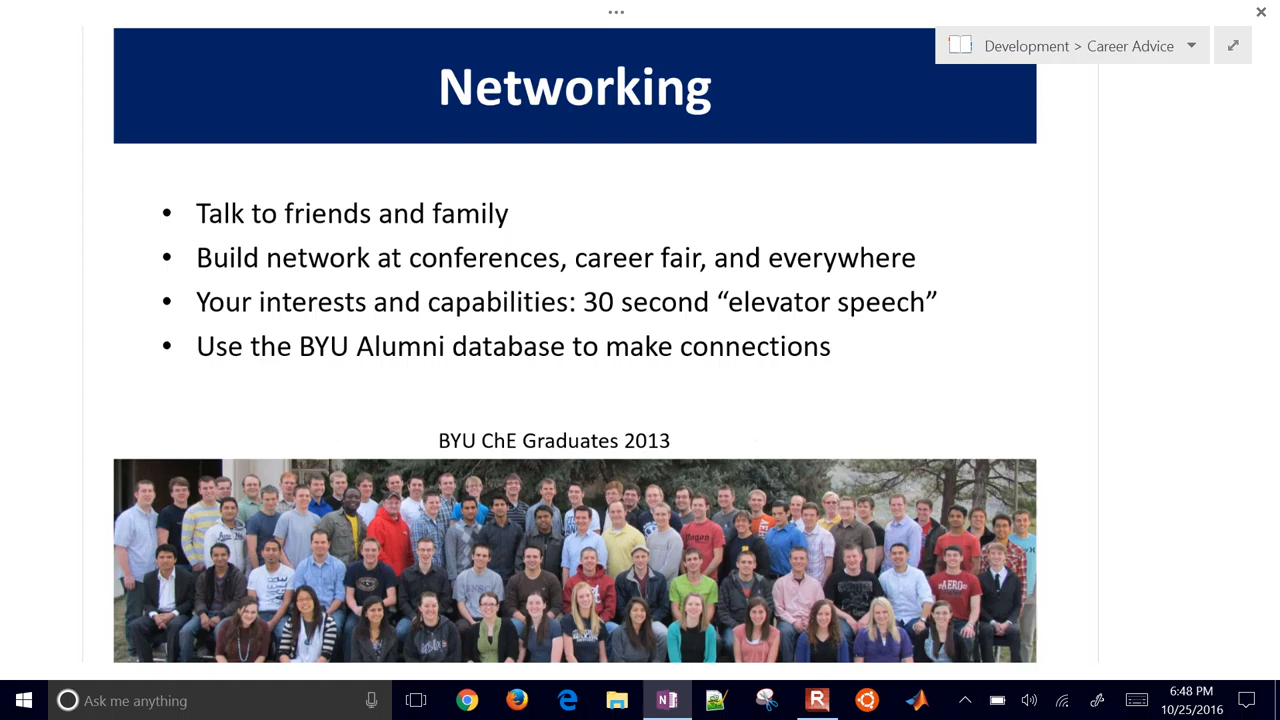 Development > Career Advice
Networking
• Talk to friends and family
• Build network at conferences, career fair, and everywhere
• Your interests and capabilities: 30 second “elevator speech”
• Use the BYU Alumni database to make connections
BYU ChE Graduates 2013
Ask me anything
6:48 PM
10/25/2016